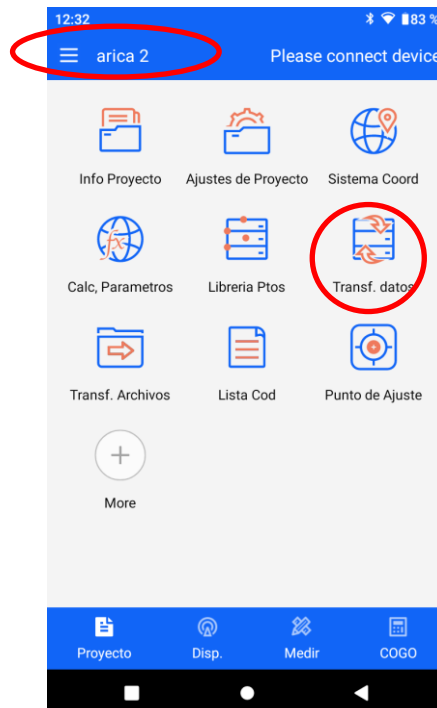 12:32 83 %
arica 2 Please connect device
Info Proyecto Ajustes de Proyecto Sistema Coord
Calc, Parametros Libreria Ptos Transf. datos
Transf. Archivos Lista Cod Punto de Ajuste
More
Proyecto Disp. Medir COGO